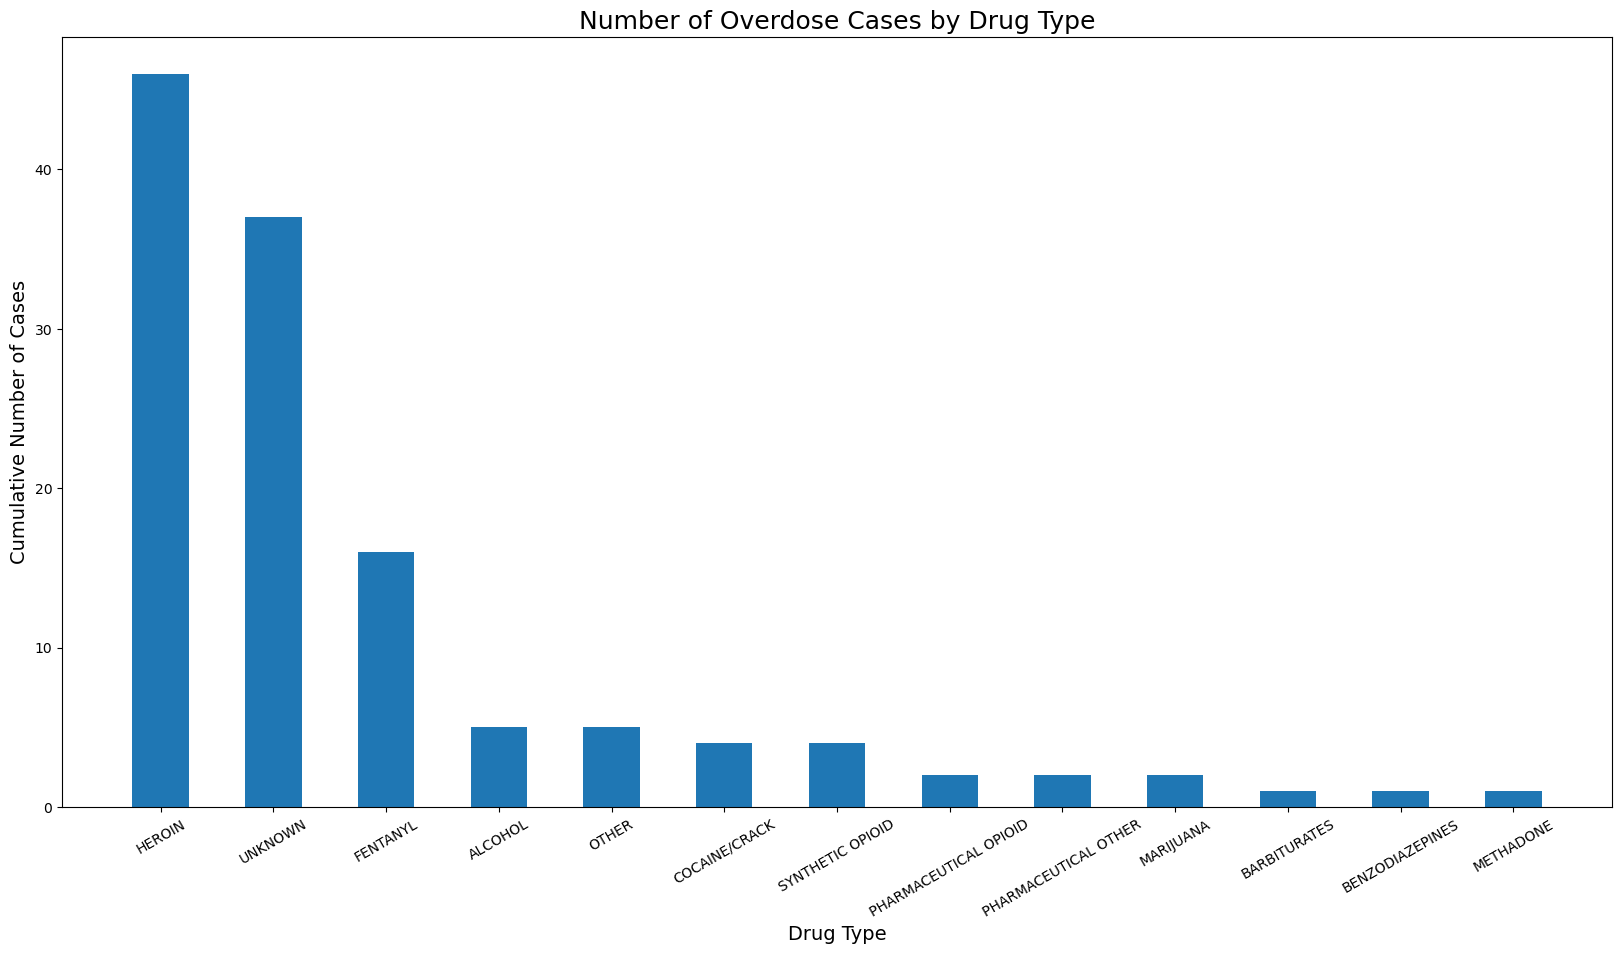 Number of Overdose Cases by Drug Type
Cumulative Number of Cases
40
30
20
10
0
HEROIN
UNKNOWN
FENTANYL
ALCOHOL
OTHER
COCAINE/CRACK
SYNTHETIC OPIOID
PHARMACEUTICAL OPIOID
PHARMACEUTICAL OTHER
MARIJUANA
BARBITURATES
BENZODIAZEPINES
METHADONE
Drug Type